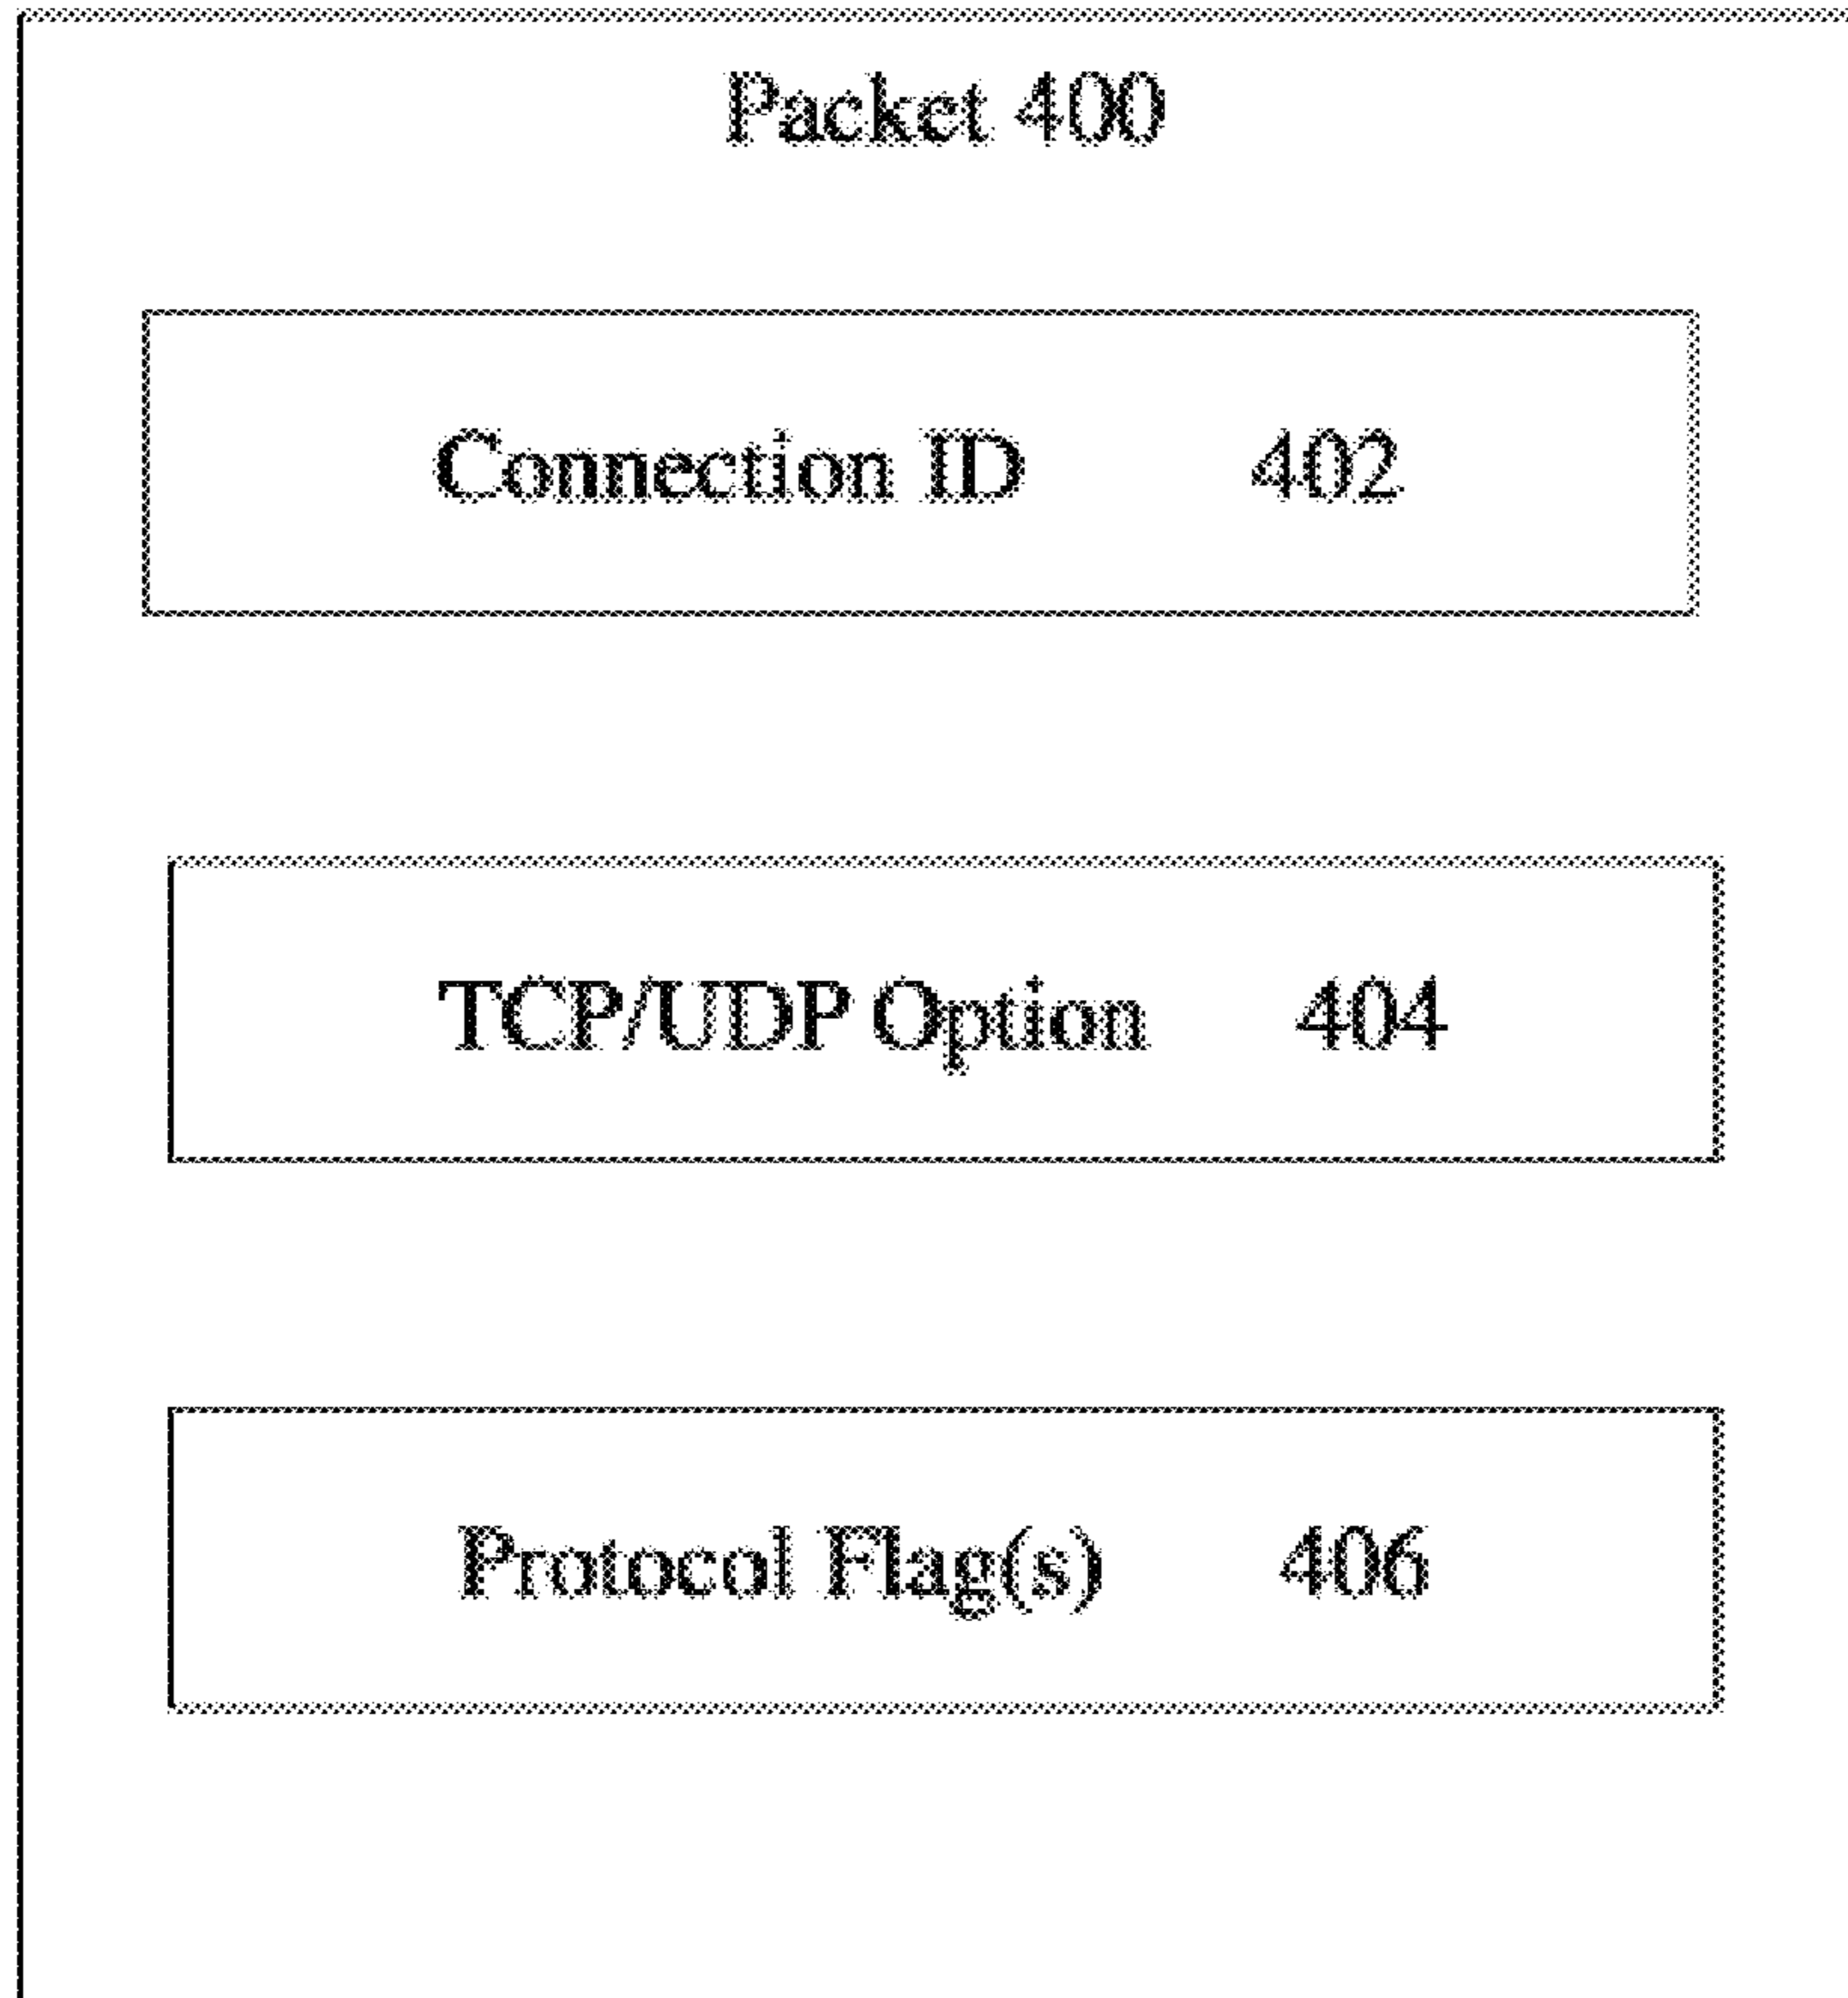 Packet 400
Connection ID 402
TCP/UDP Option 404
Protocol Flag(s) 406